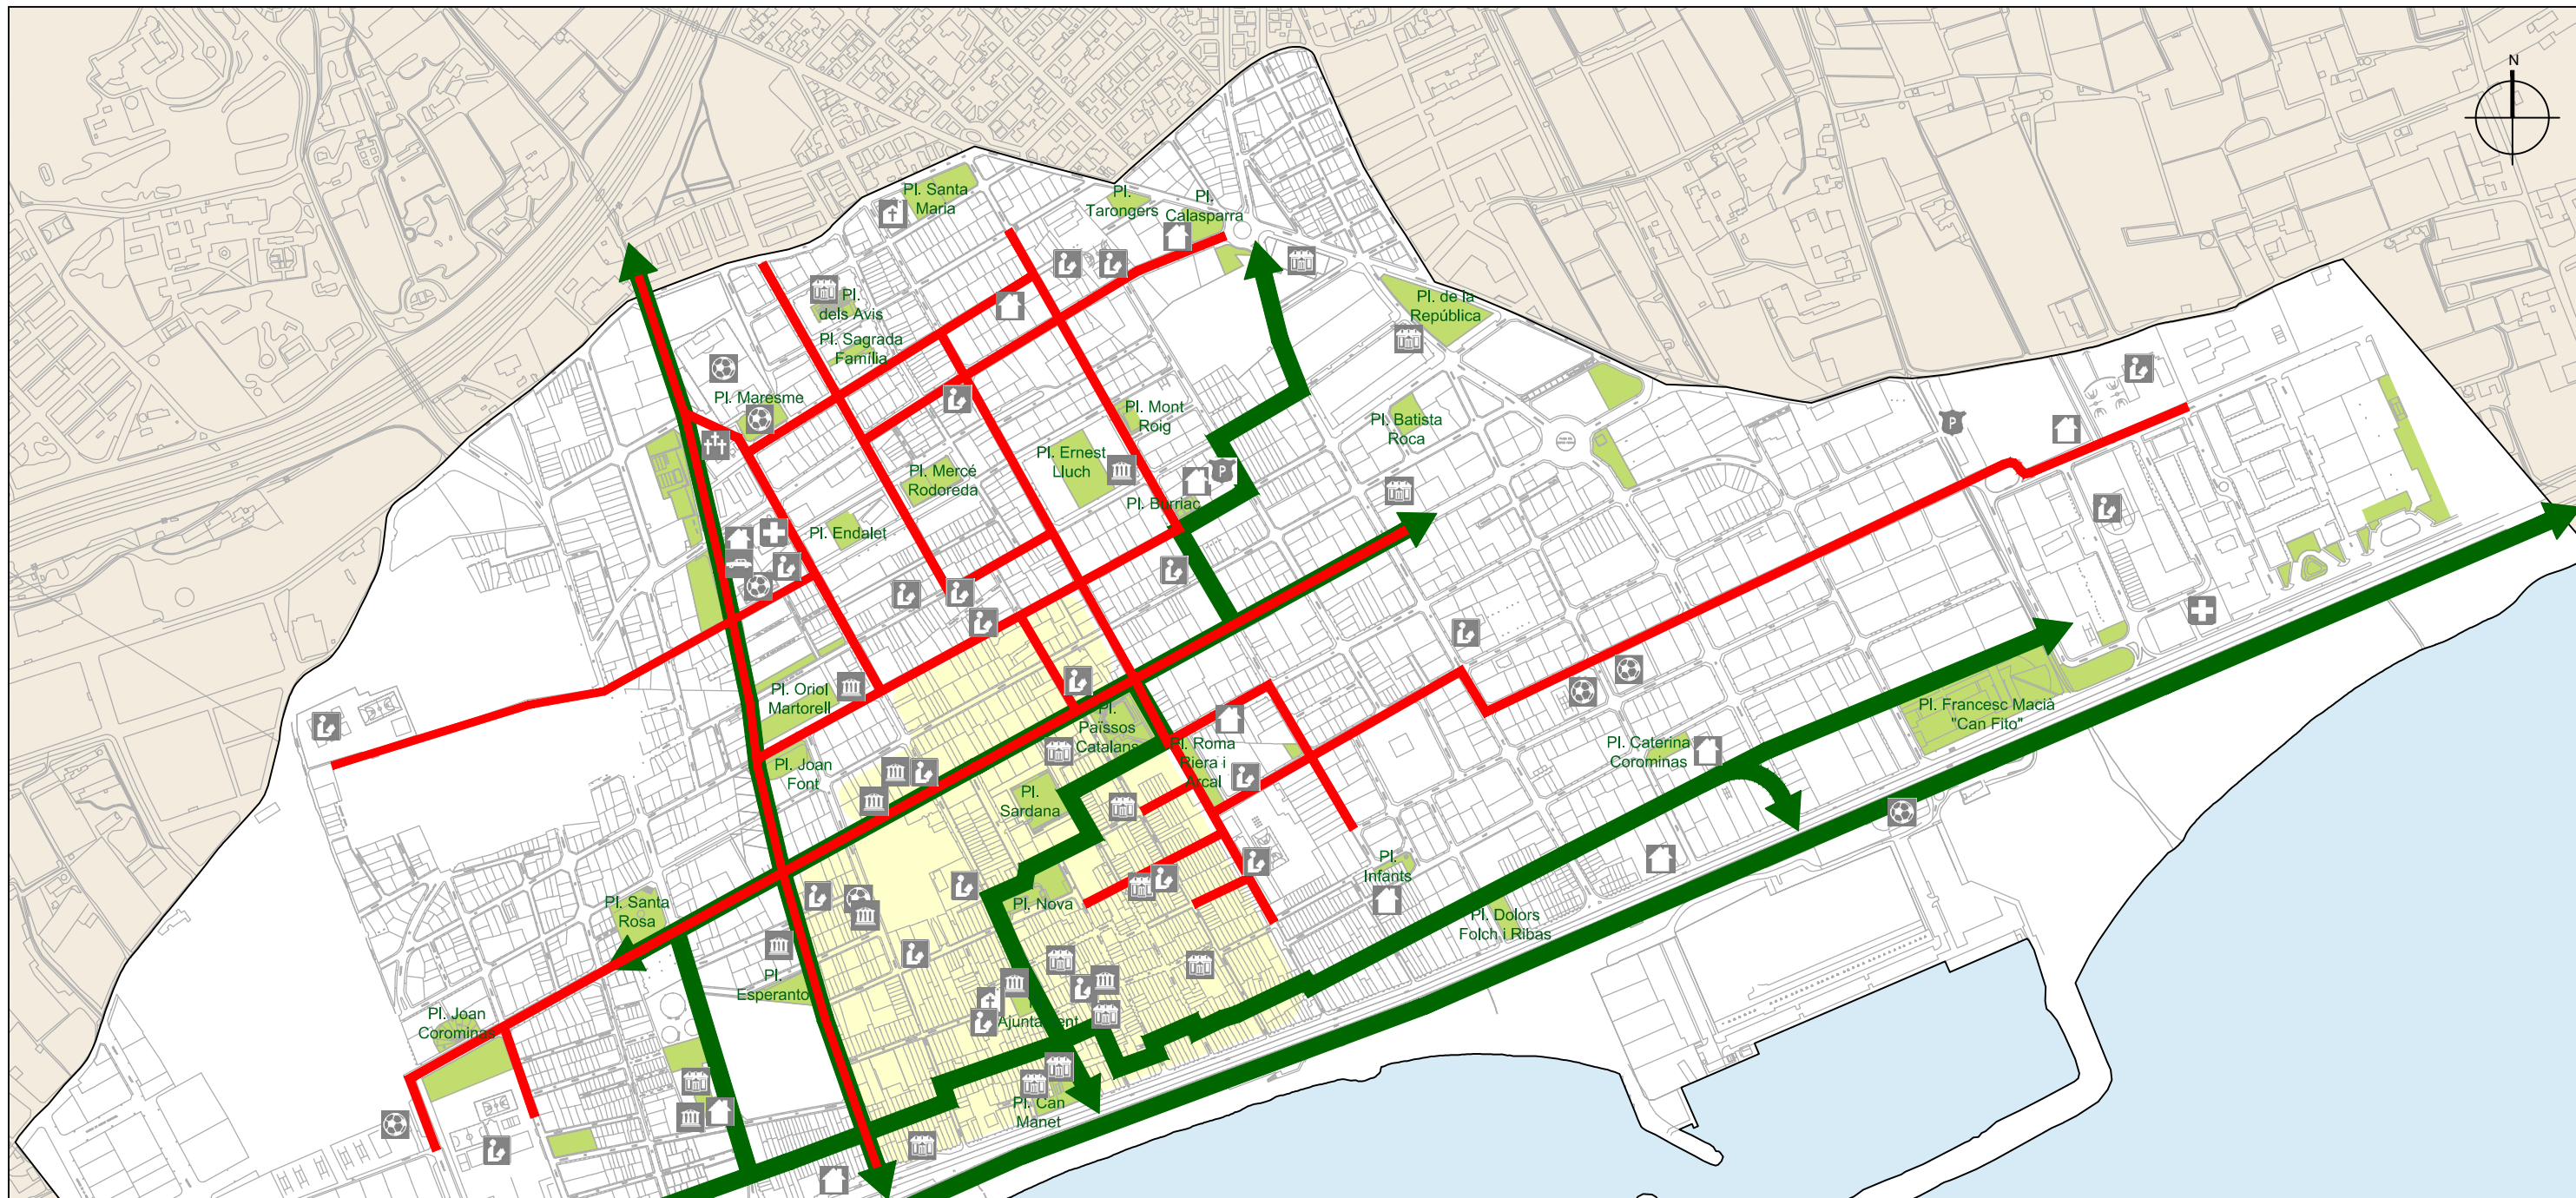 N
Pl. Santa
Maria
Pl.
Tarongers
Pl.
Calasparra
Pl.
dels Avis
Pl. de la
República
Pl. Sagrada
Família
Pl. Maresme
Pl. Mont
Roig
Pl. Batista
Roca
P
Pl. Ernest
Lluch
Pl. Mercé
Rodoreda
P
Pl. Burriac
Pl. Endalet
Pl. Oriol
Martorell
Pl.
Països
Catalans
Pl. Francesc Macià
"Can Fito"
Pl. Roma
Riera i
Arcal
Pl. Caterina
Corominas
Pl. Joan
Font
Pl.
Sardana
Pl.
Infants
Pl. Santa
Rosa
Pl. Nova
Pl. Dolors
Folch i Ribas
Pl.
Esperanto
Pl. Joan
Corominas
Ajuntament
Pl. Can
Manet